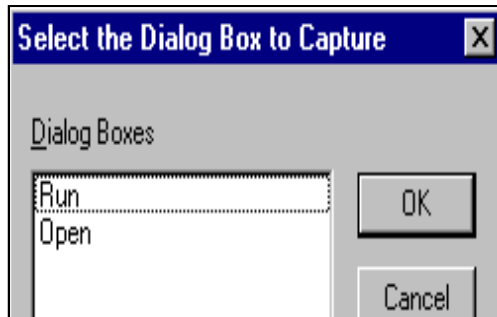 Select the Dialog Box to Capture
Dialog Boxes
Run
Open
OK
Cancel